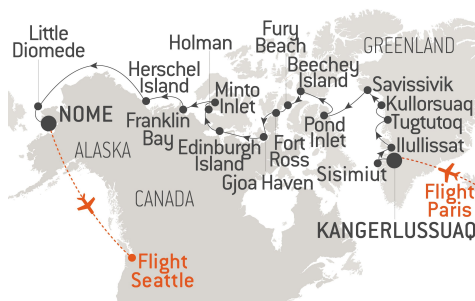 Little
Diomede
NOME
ALASKA
CANADA
Flight
Seattle
Herschel
Island
Franklin
Bay
Holman
Minto
Inlet
Edinburgh
Island
Gjoa Haven
Fort
Ross
Fury
Beach
Beechey
Island
Pond
Inlet
GREENLAND
Savissivik
Kullorsuaq
Tugtutoq
Ilullissat
Sisimiut
KANGERLUSSUAQ
Flight
Paris